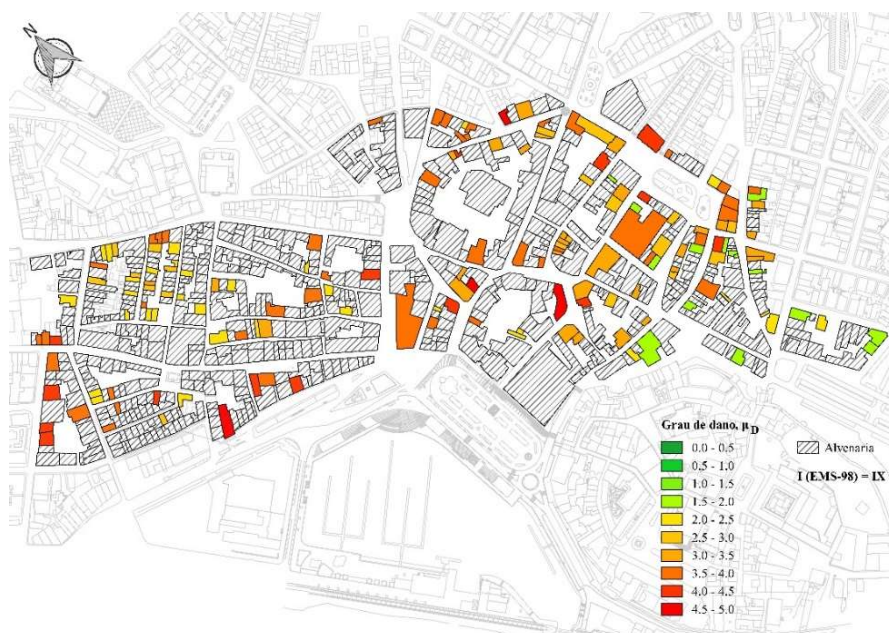 N
Grau de dano, μD
0.0 - 0.5
0.5 - 1.0
1.0 - 1.5
1.5 - 2.0
2.0 - 2.5
2.5 - 3.0
3.0 - 3.5
3.5 - 4.0
4.0 - 4.5
4.5 - 5.0
Alvenaria
I (EMS-98) = IX